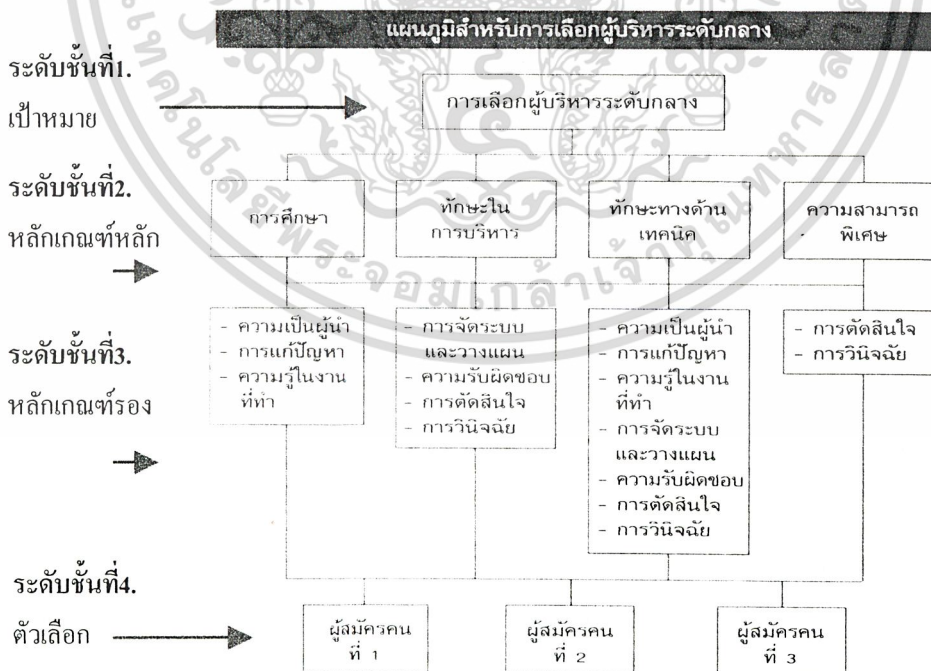 แผนภูมิสำหรับการเลือกผู้บริหารระดับกลาง
ระดับชั้นที่1.
เป้าหมาย
การเลือกผู้บริหารระดับกลาง
ระดับชั้นที่2.
หลักเกณฑ์หลัก
การศึกษา
ทักษะใน
การบริหาร
ทักษะทางด้าน
เทคนิค
ความสามารถ
พิเศษ
ระดับชั้นที่3.
หลักเกณฑ์รอง
- ความเป็นผู้นำ
- การแก้ปัญหา
- ความรู้ในงาน
ที่ทำ
- การจัดระบบ
และวางแผน
- ความรับผิดชอบ
- การตัดสินใจ
- การวินิจฉัย
- ความเป็นผู้นำ
- การแก้ปัญหา
- ความรู้ในงาน
ที่ทำ
- การจัดระบบ
และวางแผน
- ความรับผิดชอบ
- การตัดสินใจ
- การวินิจฉัย
- การตัดสินใจ
- การวินิจฉัย
ระดับชั้นที่4.
ตัวเลือก
ผู้สมัครคน
ที่ 1
ผู้สมัครคน
ที่ 2
ผู้สมัครคน
ที่ 3
พระจอมเกล้าเจ้าคุณทหาร